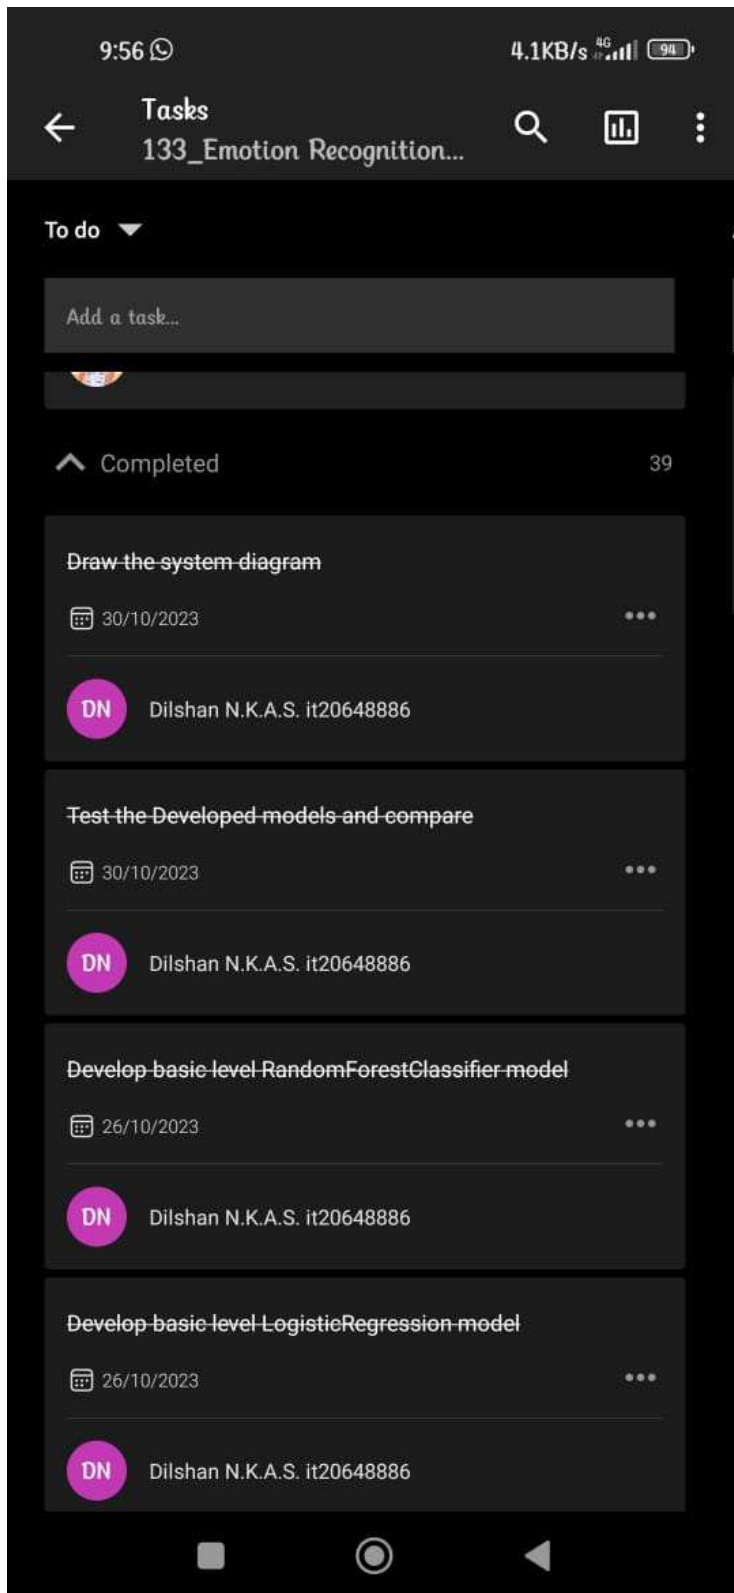 9:56
4.1KB/s 4G 94
Tasks
133_Emotion Recognition...
To do
Add a task...
Completed 39
Draw the system diagram
30/10/2023
DN Dilshan N.K.A.S. it20648886
Test the Developed models and compare
30/10/2023
DN Dilshan N.K.A.S. it20648886
Develop basic level RandomForestClassifier model
26/10/2023
DN Dilshan N.K.A.S. it20648886
Develop basic level LogisticRegression model
26/10/2023
DN Dilshan N.K.A.S. it20648886